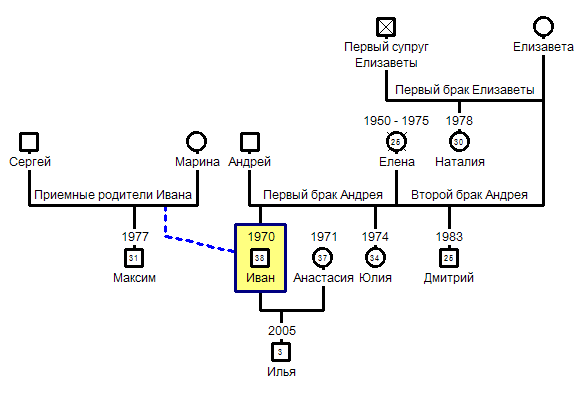 Первый супруг
Елизаветы
Елизавета
Первый брак Елизаветы
1950 - 1975
1978
25
30
Елена
Наталия
Сергей
Марина
Андрей
Приемные родители Ивана
Первый брак Андрея
Второй брак Андрея
1977
1970
1971
1974
1983
31
38
37
34
25
Максим
Иван
Анастасия
Юлия
Дмитрий
2005
3
Илья